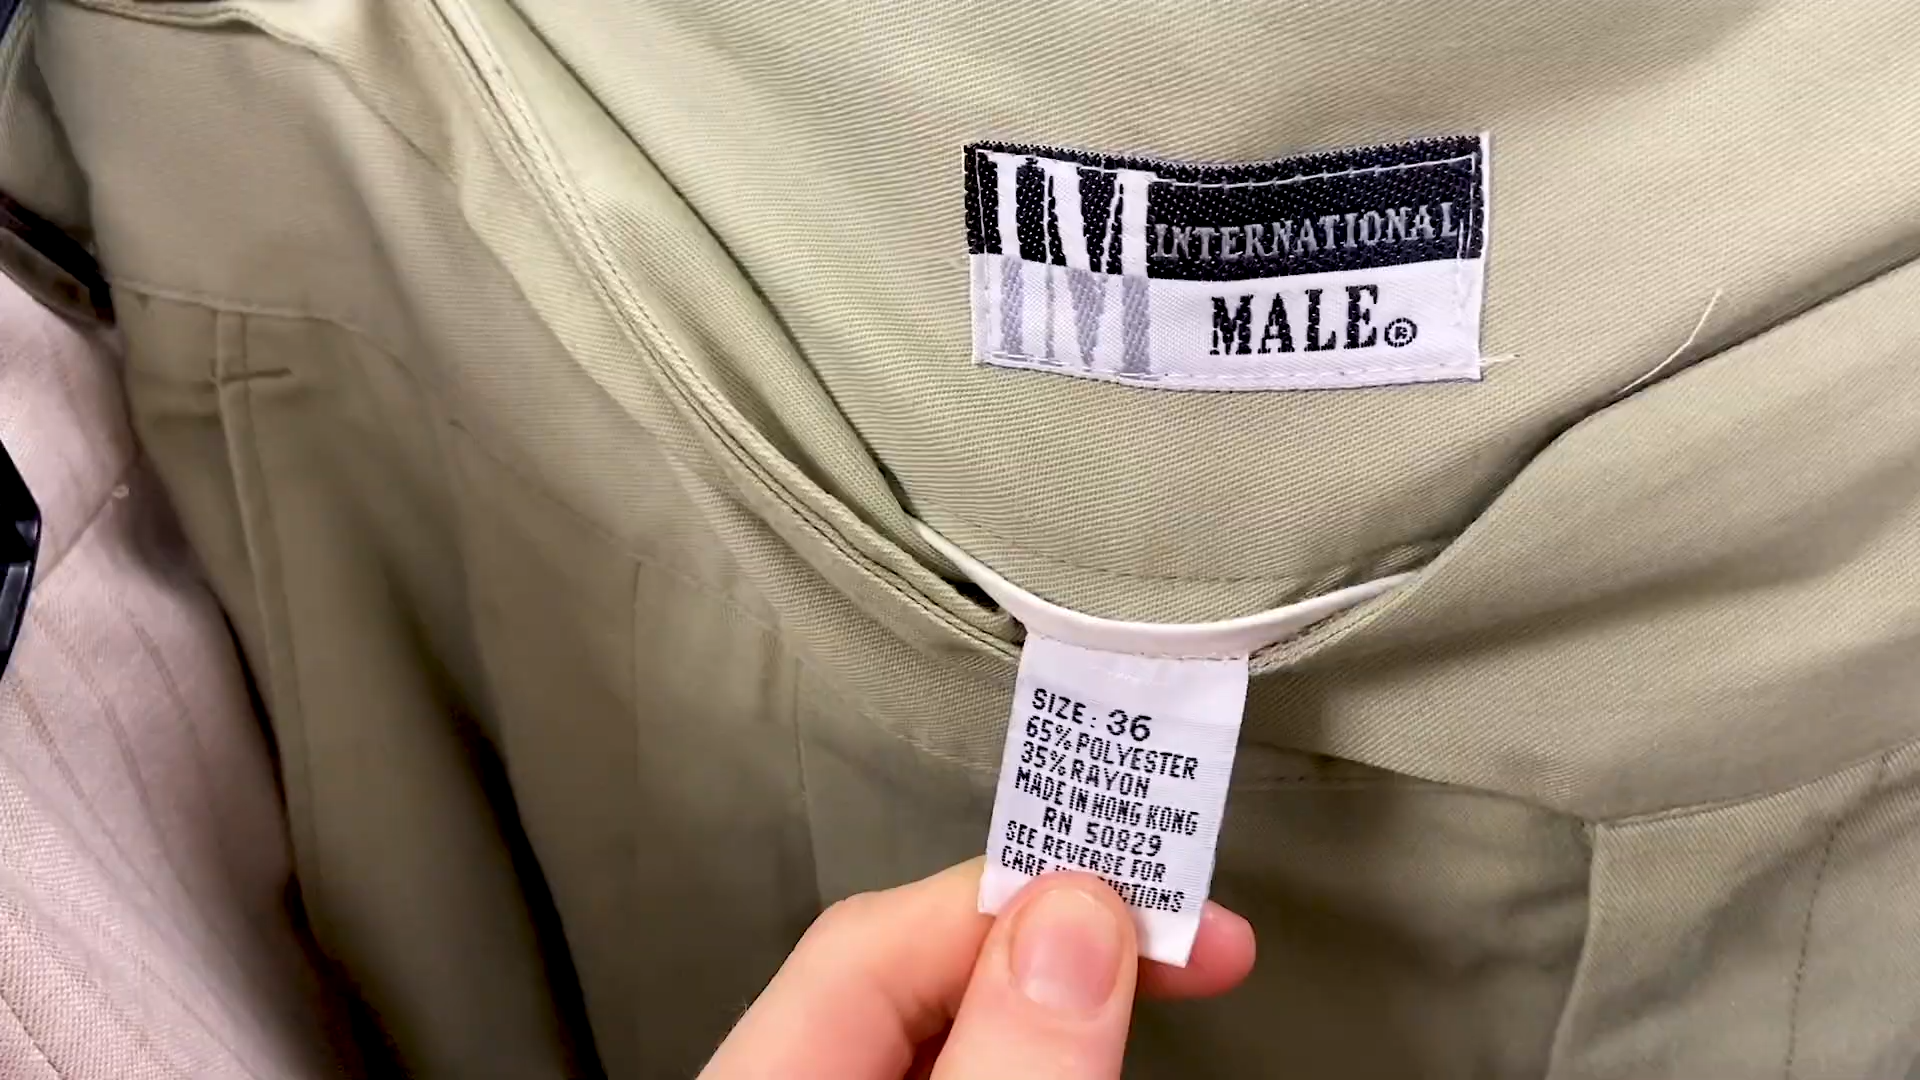 IM INTERNATIONAL
MALE®
SIZE: 36
65% POLYESTER
35% RAYON
MADE IN HONG KONG
RN 50829
SEE REVERSE FOR
CARE